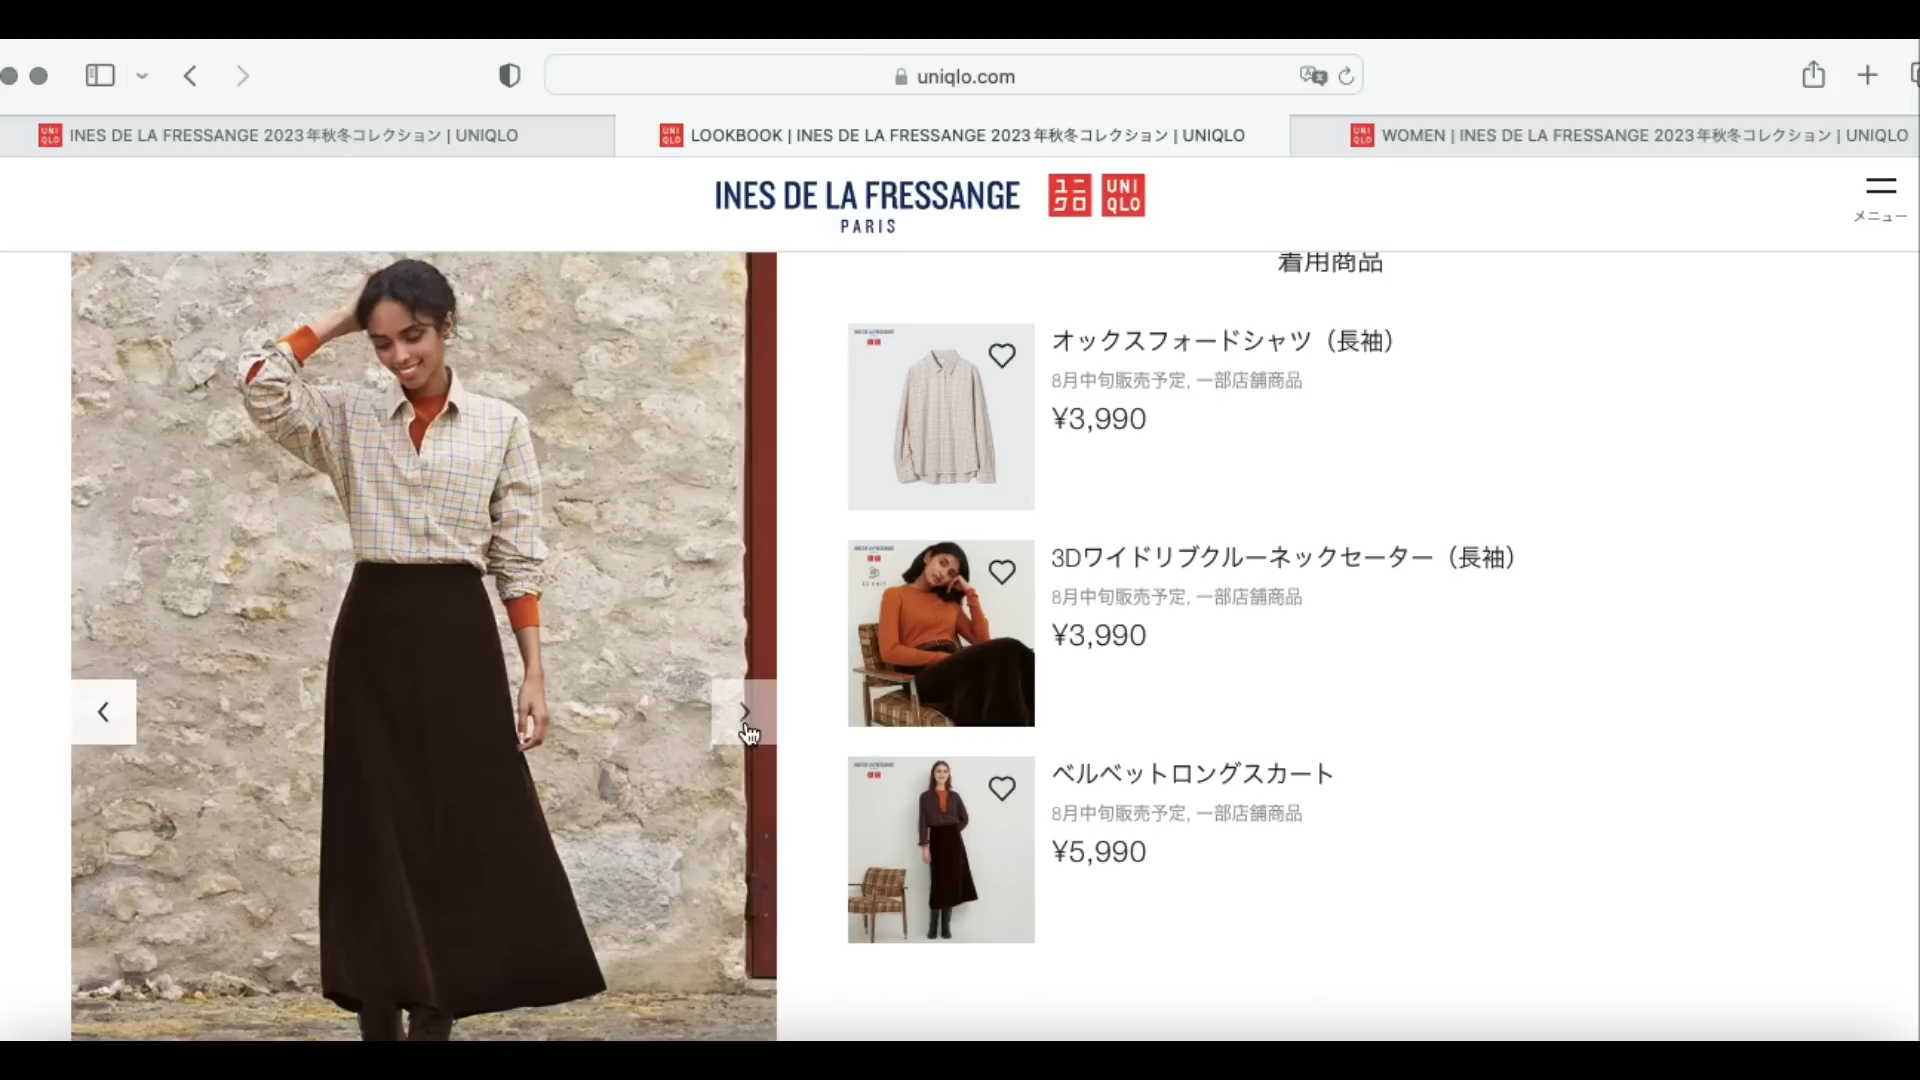 uniqlo.com
INES DE LA FRESSANGE 2023年秋冬コレクション | UNIQLO
LOOKBOOK | INES DE LA FRESSANGE 2023年秋冬コレクション | UNIQLO
WOMEN | INES DE LA FRESSANGE 2023年秋冬コレクション | UNIQLO
INES DE LA FRESSANGE
PARIS
ユニクロ
UNIQLO
メニュー
着用商品
オックスフォードシャツ（長袖）
8月中旬販売予定, 一部店舗商品
¥3,990
3Dワイドリブクルーネックセーター（長袖）
8月中旬販売予定, 一部店舗商品
¥3,990
ベルベットロングスカート
8月中旬販売予定, 一部店舗商品
¥5,990